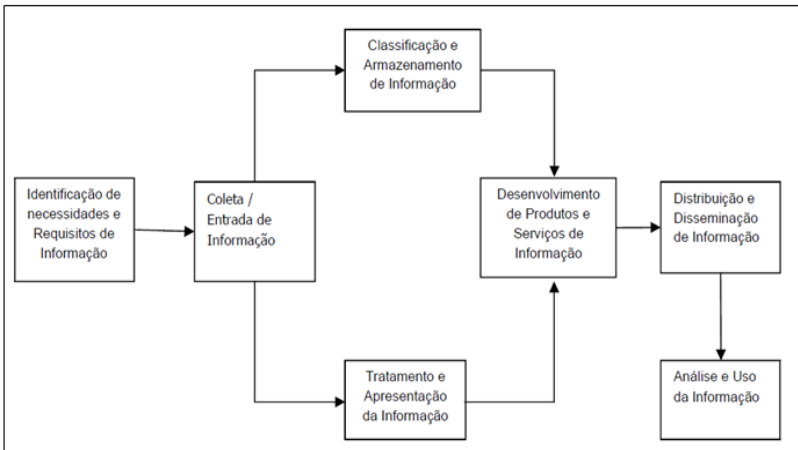 Identificação de
necessidades e
Requisitos de
Informação
Coleta /
Entrada de
Informação
Classificação e
Armazenamento
de Informação
Tratamento e
Apresentação
da Informação
Desenvolvimento
de Produtos e
Serviços de
Informação
Distribuição e
Disseminação
de Informação
Análise e Uso
da Informação